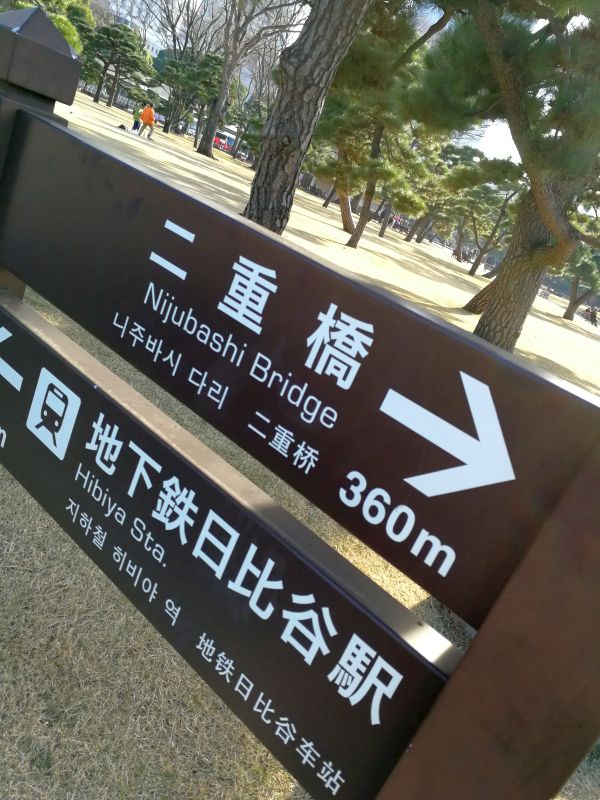 二重橋
Nijubashi Bridge
니주바시 다리 二重桥
360m
地下鉄日比谷駅
Hibiya Sta.
지하철 히비야 역 地铁日比谷车站
m